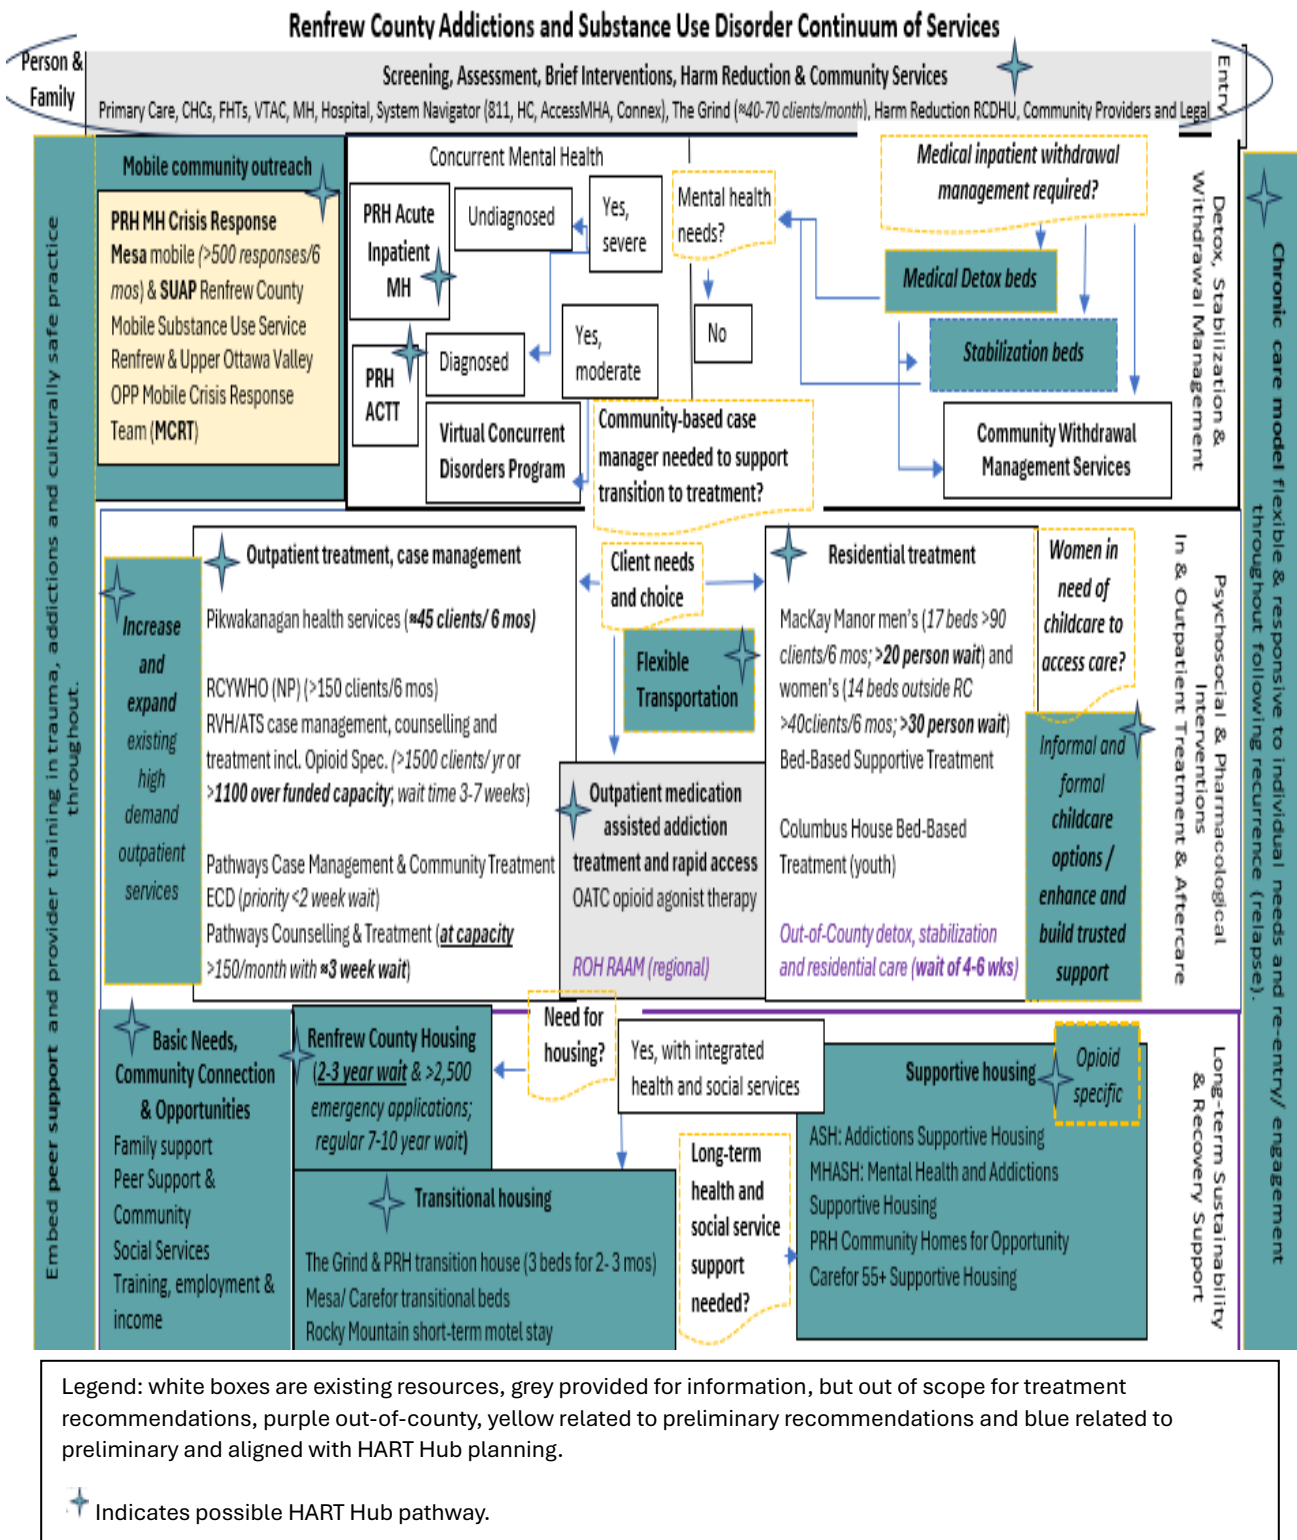 Renfrew County Addictions and Substance Use Disorder Continuum of Services
Person &
Family
Screening, Assessment, Brief Interventions, Harm Reduction & Community Services
Primary Care, CHCs, FHTs, VTAC, MH, Hospital, System Navigator (811, HC, AccessMHA, Connex), The Grind (≈40-70 clients/month), Harm Reduction RCDHU, Community Providers and Legal
Entry
Embed peer support and provider training in trauma, addictions and culturally safe practice
throughout.
Mobile community outreach
PRH MH Crisis Response
Mesa mobile (>500 responses/6
mos) & SUAP Renfrew County
Mobile Substance Use Service
Renfrew & Upper Ottawa Valley
OPP Mobile Crisis Response
Team (MCRT)
Concurrent Mental Health
PRH Acute
Inpatient
MH
Undiagnosed
Yes,
severe
Mental health
needs?
PRH
ACTT
Diagnosed
Yes,
moderate
No
Virtual Concurrent
Disorders Program
Community-based case
manager needed to support
transition to treatment?
Medical inpatient withdrawal
management required?
Medical Detox beds
Stabilization beds
Community Withdrawal
Management Services
Detox, Stabilization &
Withdrawal Management
Chronic care model flexible & responsive to individual needs and re-entry/ engagement
throughout following recurrence (relapse).
Increase
and
expand
existing
high
demand
outpatient
services
Outpatient treatment, case management
Pikwakanagan health services (≈45 clients/ 6 mos)
RCYWHO (NP) (>150 clients/6 mos)
RVH/ATS case management, counselling and
treatment incl. Opioid Spec. (>1500 clients/ yr or
>1100 over funded capacity; wait time 3-7 weeks)
Pathways Case Management & Community Treatment
ECD (priority <2 week wait)
Pathways Counselling & Treatment (at capacity
>150/month with ≈3 week wait)
Client needs
and choice
Flexible
Transportation
Outpatient medication
assisted addiction
treatment and rapid access
OATC opioid agonist therapy
ROH RAAM (regional)
Residential treatment
MacKay Manor men's (17 beds >90
clients/6 mos; >20 person wait) and
women's (14 beds outside RC
>40clients/6 mos; >30 person wait)
Bed-Based Supportive Treatment
Columbus House Bed-Based
Treatment (youth)
Out-of-County detox, stabilization
and residential care (wait of 4-6 wks)
Women in
need of
childcare to
access care?
Informal and
formal
childcare
options /
enhance and
build trusted
support
Psychosocial & Pharmacological
Interventions
In & Outpatient Treatment & Aftercare
Basic Needs,
Community Connection
& Opportunities
Family support
Peer Support &
Community
Social Services
Training, employment &
income
Renfrew County Housing
(2-3 year wait & >2,500
emergency applications;
regular 7-10 year wait)
Need for
housing?
Yes, with integrated
health and social services
Transitional housing
The Grind & PRH transition house (3 beds for 2- 3 mos)
Mesa/ Carefor transitional beds
Rocky Mountain short-term motel stay
Long-term
health and
social service
support
needed?
Supportive housing
Opioid
specific
ASH: Addictions Supportive Housing
MHASH: Mental Health and Addictions
Supportive Housing
PRH Community Homes for Opportunity
Carefor 55+ Supportive Housing
Long-term Sustainability
& Recovery Support
Legend: white boxes are existing resources, grey provided for information, but out of scope for treatment
recommendations, purple out-of-county, yellow related to preliminary recommendations and blue related to
preliminary and aligned with HART Hub planning.
Indicates possible HART Hub pathway.